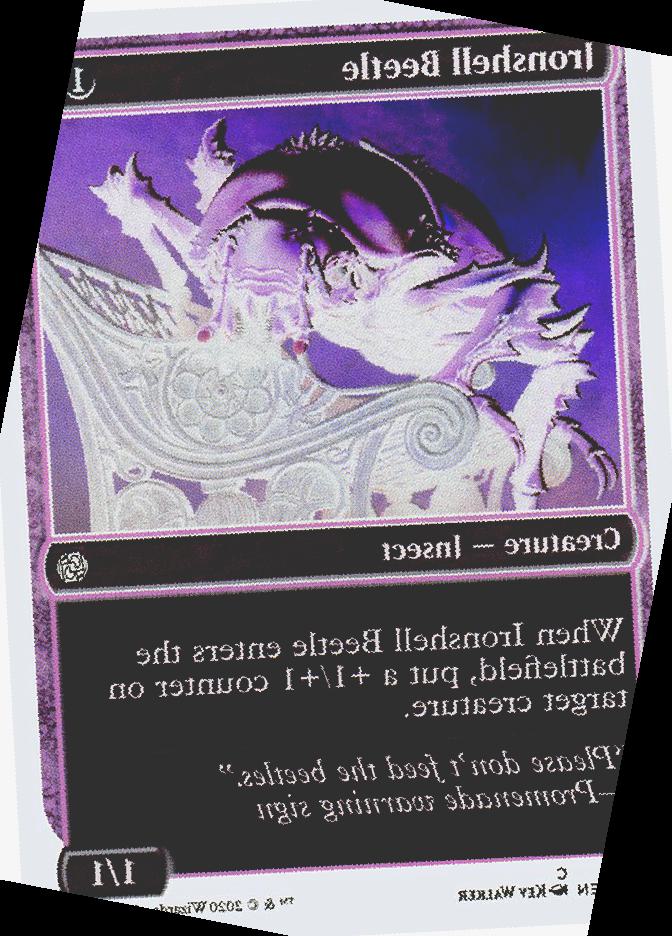 Ironshell Beetle
1
Creature — Insect
When Ironshell Beetle enters the
battlefield, put a +1/+1 counter on
target creature.
"Please don't feed the beetles."
—Promenade warning sign
1/1
C
EN KEV WALKER
™ & © 2020 Wizards